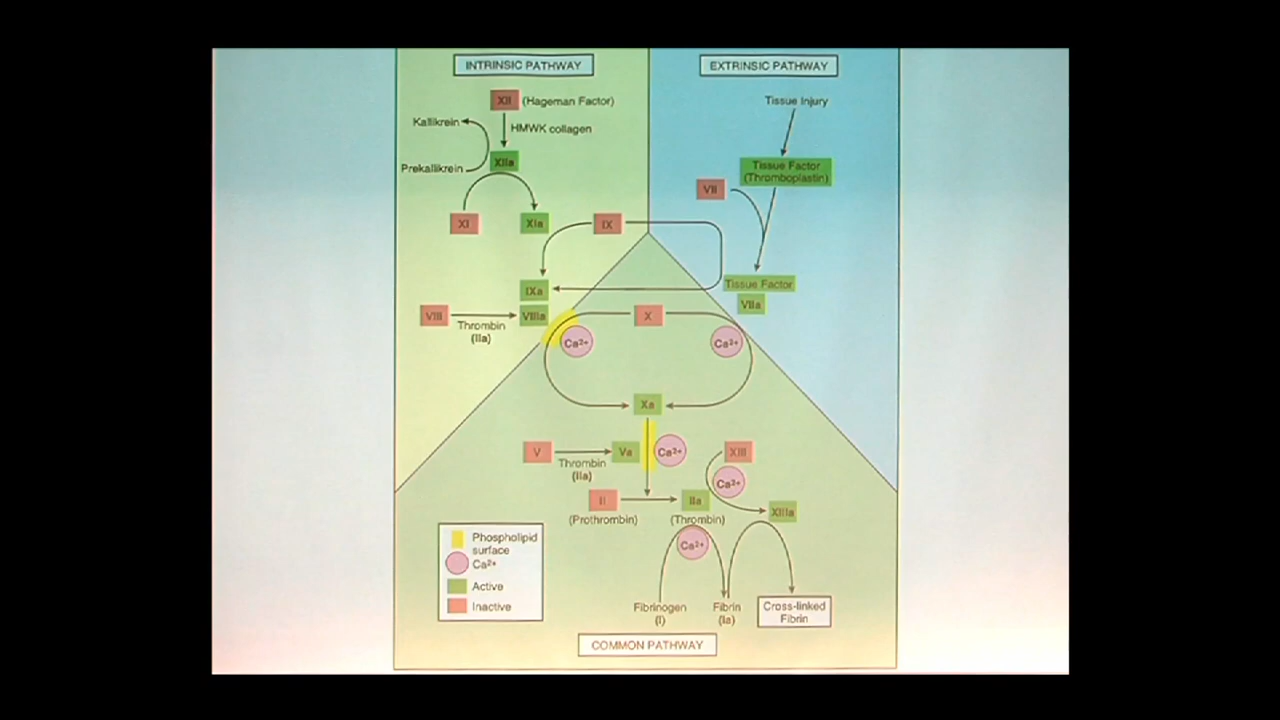 INTRINSIC PATHWAY
EXTRINSIC PATHWAY
XII (Hageman Factor)
Tissue Injury
Kallikrein
HMWK collagen
Prekallikrein
XIIa
Tissue Factor
(Thromboplastin)
VII
XI
XIa
IX
IXa
Tissue Factor
VIIa
VIII
Thrombin
(IIa)
VIIIa
X
Ca2+
Ca2+
Xa
V
Thrombin
(IIa)
Va
Ca2+
XIII
Ca2+
II
(Prothrombin)
IIa
(Thrombin)
XIIIa
Ca2+
Phospholipid
surface
Ca2+
Active
Inactive
Fibrinogen
(I)
Fibrin
(Ia)
Cross-linked
Fibrin
COMMON PATHWAY